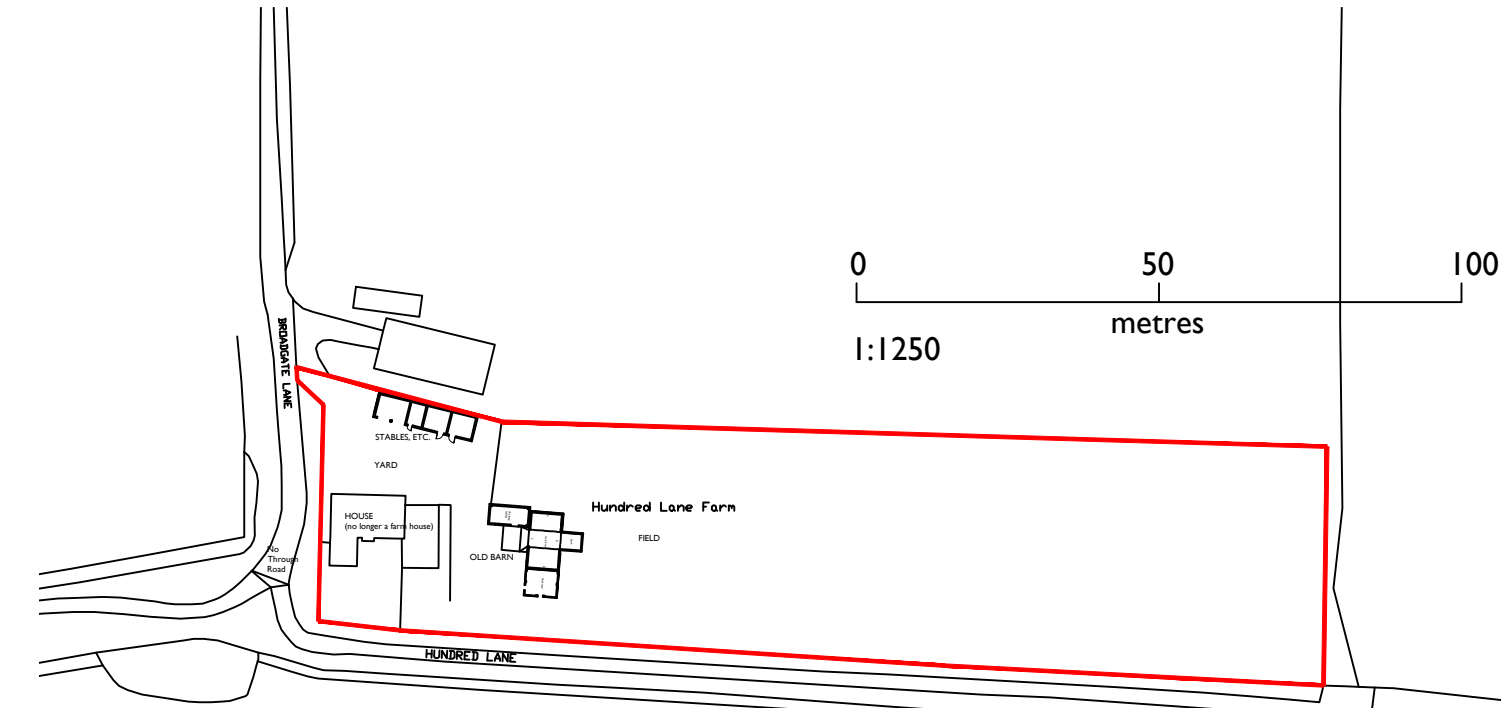 0 50 100
metres
1:1250
BROADGATE LANE
STABLES, ETC.
YARD
Hundred Lane Farm
HOUSE
(no longer a farm house)
FIELD
OLD BARN
No
Through
Road
HUNDRED LANE